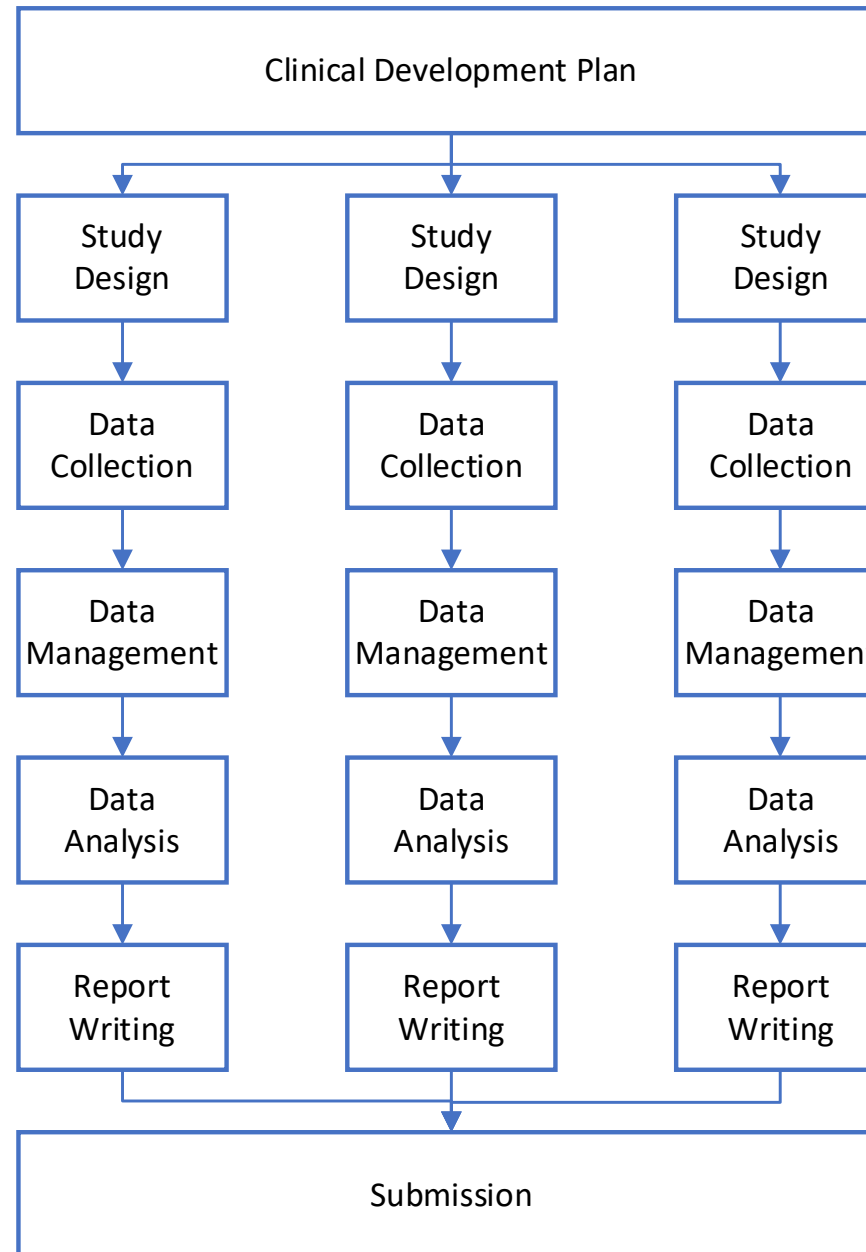 Clinical Development Plan
Study
Design
Study
Design
Study
Design
Data
Collection
Data
Collection
Data
Collection
Data
Management
Data
Management
Data
Managemen
Data
Analysis
Data
Analysis
Data
Analysis
Report
Writing
Report
Writing
Report
Writing
Submission